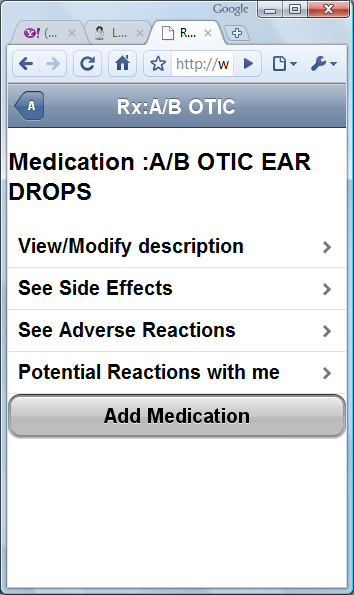 Google
Y! (
L
R
http://w
A
Rx:A/B OTIC
Medication :A/B OTIC EAR
DROPS
View/Modify description
See Side Effects
See Adverse Reactions
Potential Reactions with me
Add Medication